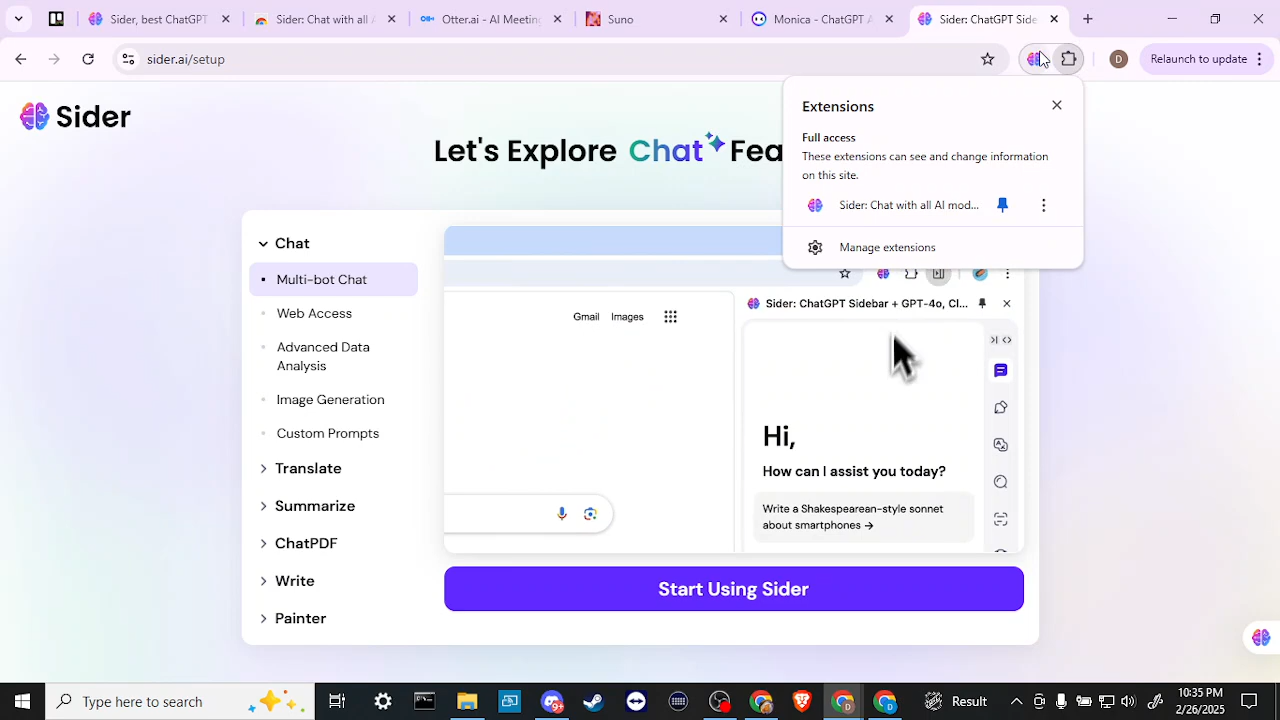 Sider, best ChatGPT
Sider: Chat with all A
Otter.ai - AI Meeting
Suno
Monica - ChatGPT A
Sider: ChatGPT Side
sider.ai/setup
D
Relaunch to update
Sider
Let's Explore Chat Fea
Extensions
Full access
These extensions can see and change information
on this site.
Sider: Chat with all AI mod...
Manage extensions
Chat
Multi-bot Chat
Web Access
Advanced Data
Analysis
Image Generation
Custom Prompts
Translate
Summarize
ChatPDF
Write
Painter
Gmail Images
Sider: ChatGPT Sidebar + GPT-4o, Cl...
Hi,
How can I assist you today?
Write a Shakespearean-style sonnet
about smartphones →
Start Using Sider
Type here to search
Result
10:35 PM
2/26/2025